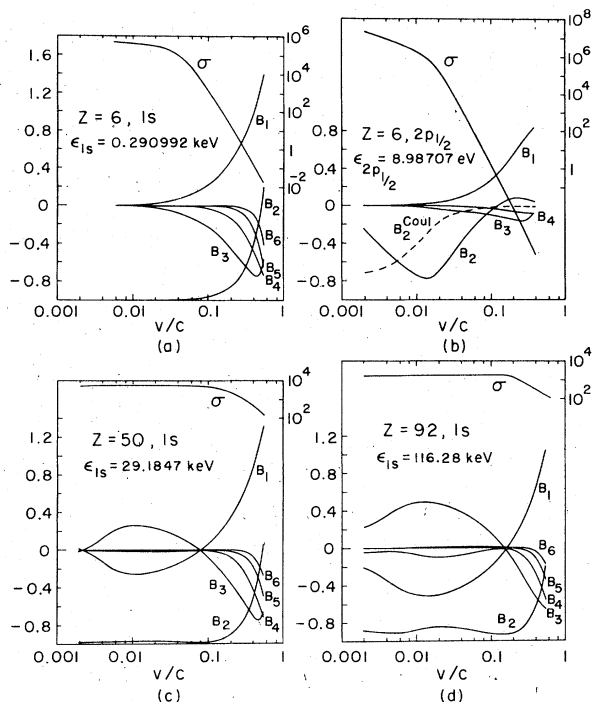 1.6
1.2
0.8
0.4
0
-0.4
-0.8
10^6
10^4
10^2
1
10^-2
σ
Z = 6, 1s
ϵ1s = 0.290992 keV
B1
B2
B6
B3
B5
B4
0.001 0.01 0.1 1
v/c
(a)
0.8
0.4
0
-0.4
-0.8
10^8
10^6
10^4
10^2
1
10^-2
σ
Z = 6, 2p1/2
ϵ2p1/2 = 8.98707 eV
B1
B4
B3
B2^Coul
B2
0.001 0.01 0.1 1
v/c
(b)
1.2
0.8
0.4
0
-0.4
-0.8
10^4
10^2
σ
Z = 50, 1s
ϵ1s = 29.1847 keV
B1
B6
B5
B3
B4
B2
0.001 0.01 0.1 1
v/c
(c)
1.2
0.8
0.4
0
-0.4
-0.8
10^4
10^2
σ
Z = 92, 1s
ϵ1s = 116.28 keV
B1
B6
B5
B4
B3
B2
0.001 0.01 0.1 1
v/c
(d)